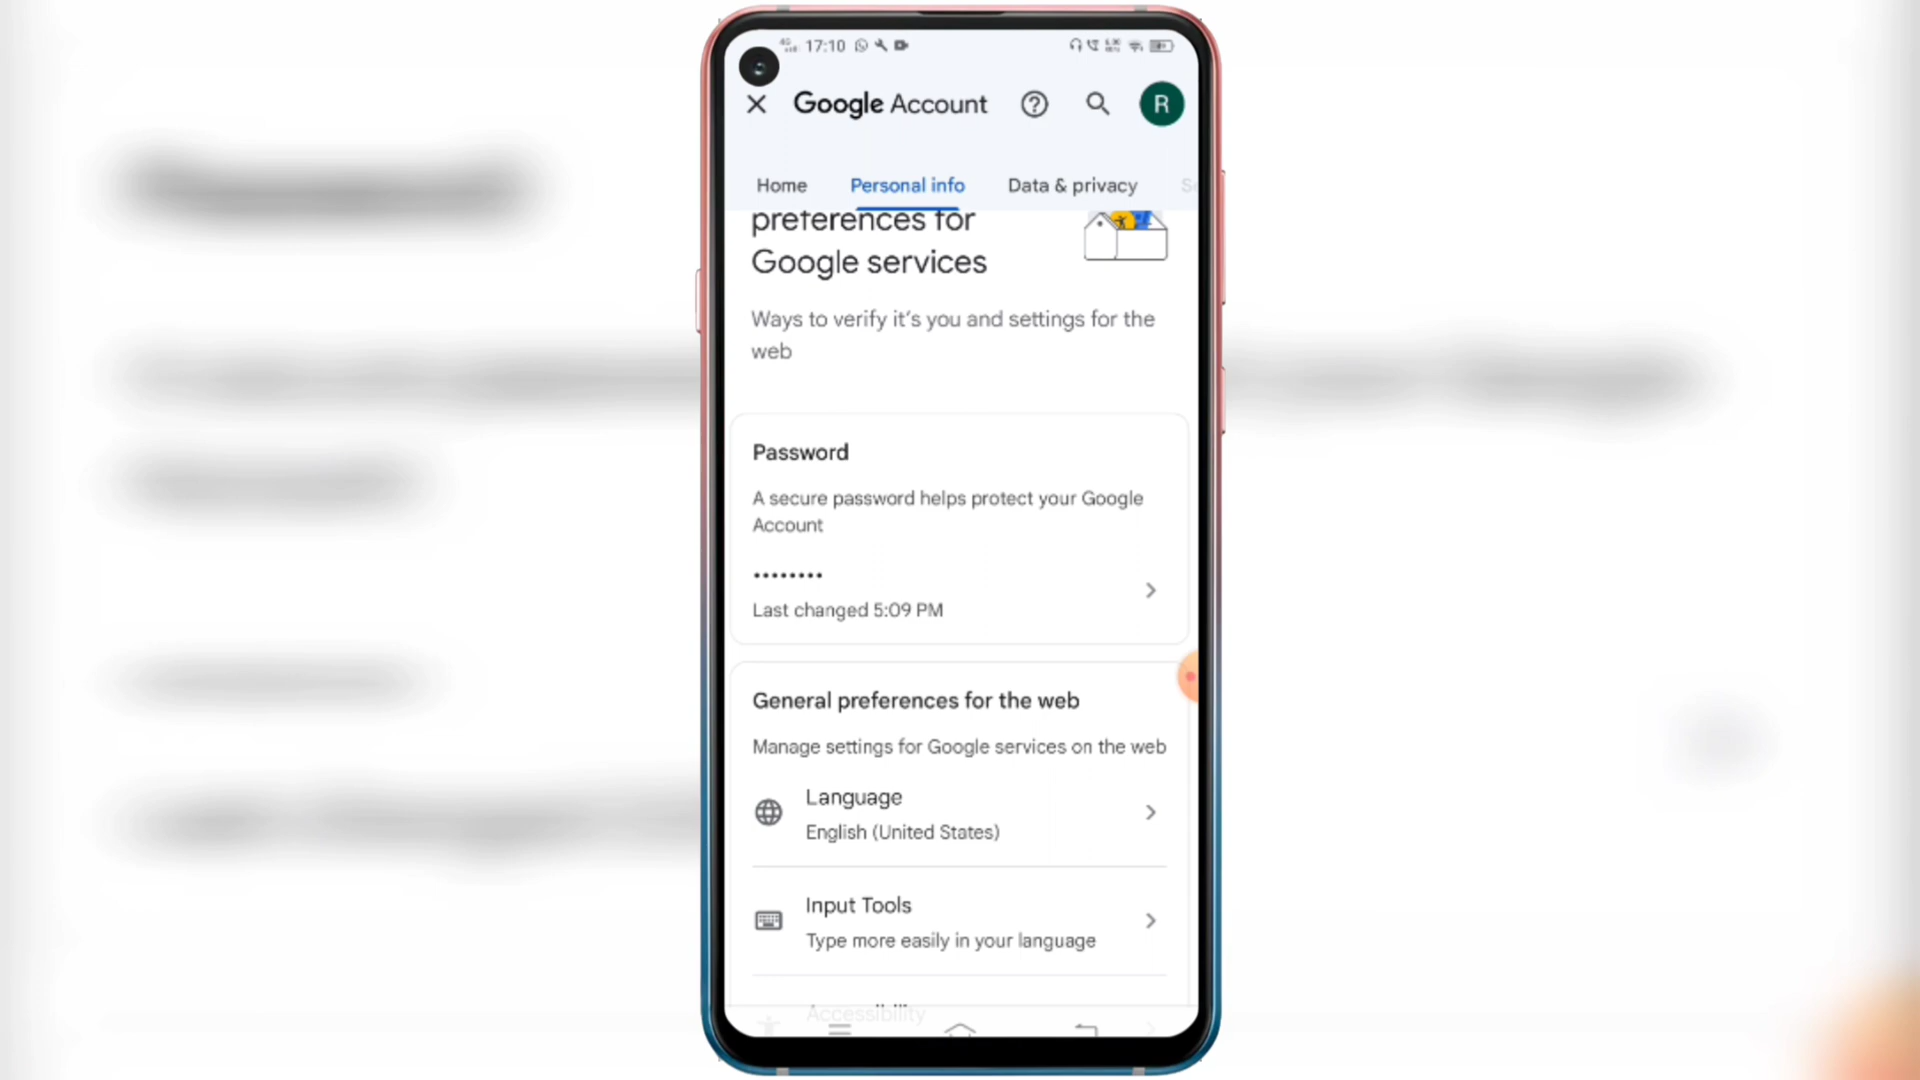 17:10
Google Account
R
Home Personal info Data & privacy
preferences for
Google services
Ways to verify it's you and settings for the
web
Password
A secure password helps protect your Google
Account
••••••••
Last changed 5:09 PM
General preferences for the web
Manage settings for Google services on the web
Language
English (United States)
Input Tools
Type more easily in your language
Accessibility